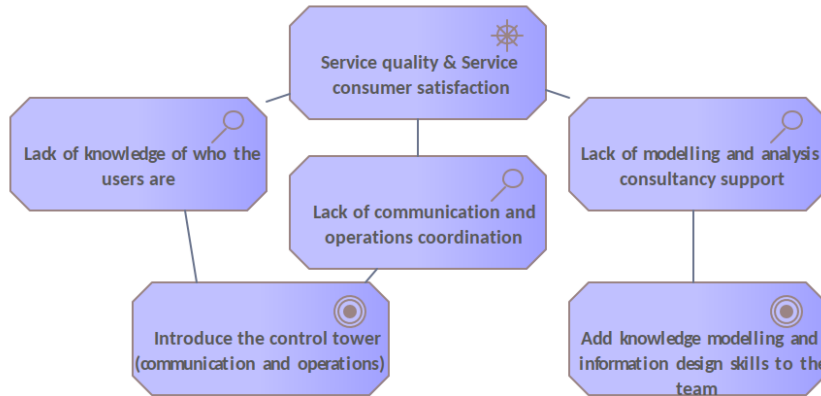 Service quality & Service
consumer satisfaction
Lack of knowledge of who the
users are
Lack of communication and
operations coordination
Lack of modelling and analysis
consultancy support
Introduce the control tower
(communication and operations)
Add knowledge modelling and
information design skills to the
team